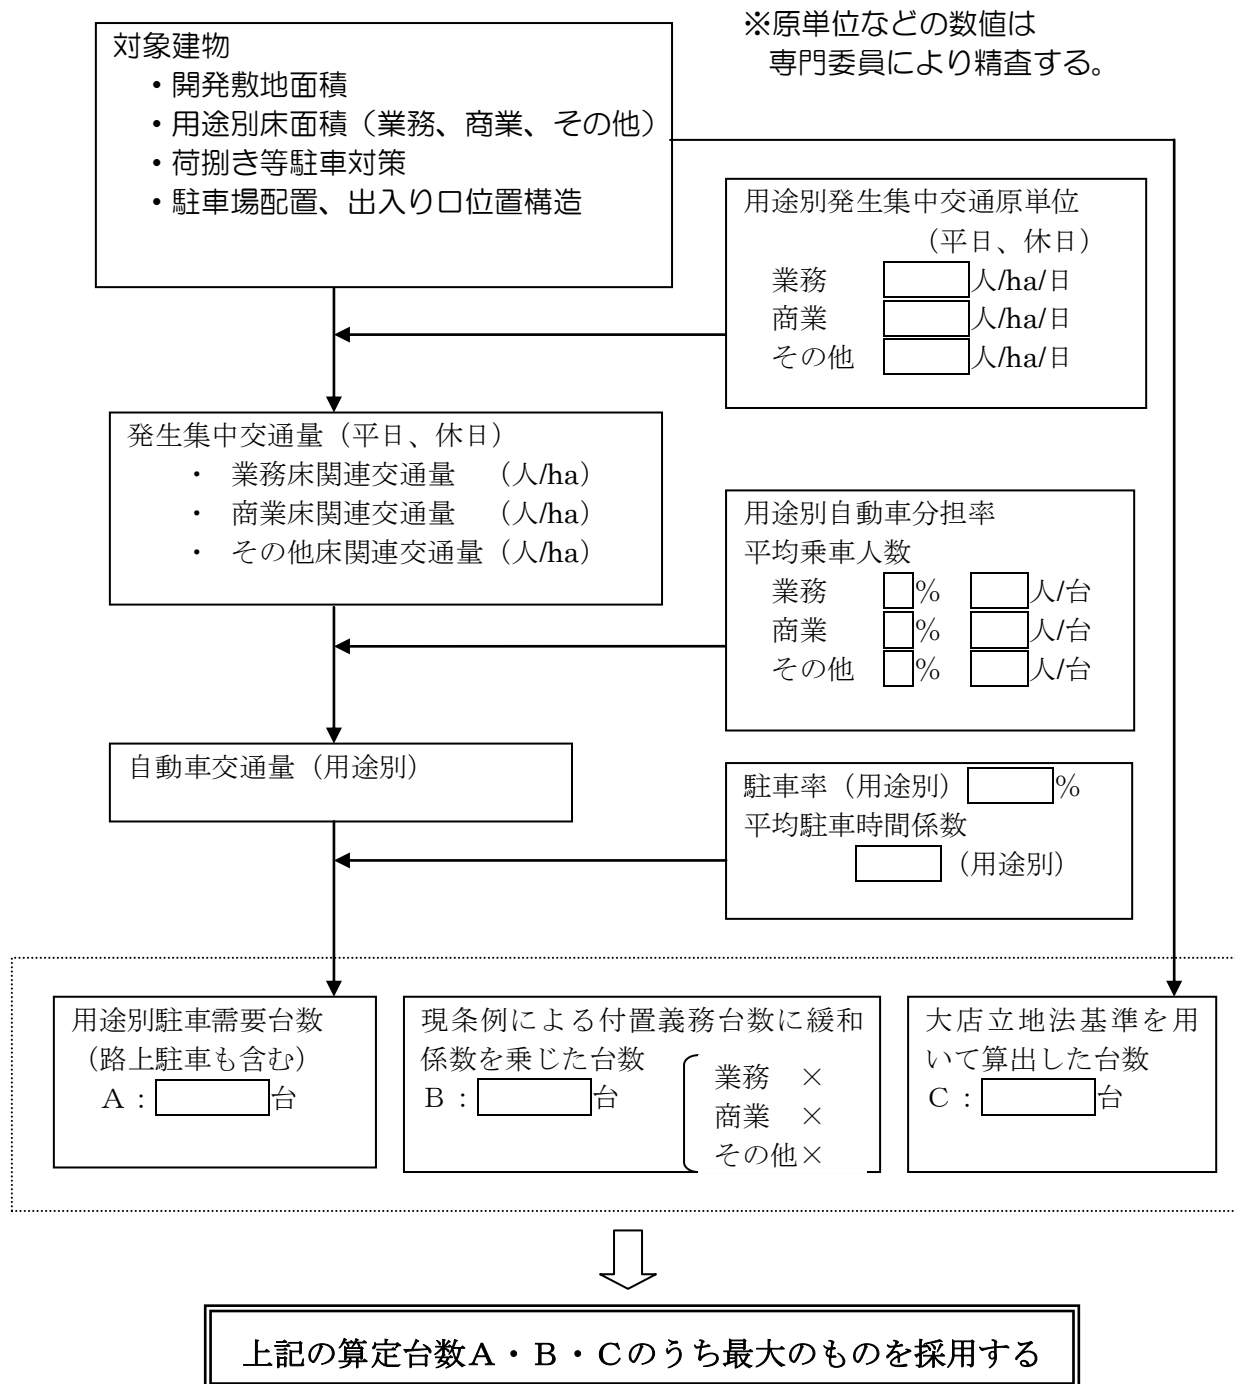 ※原単位などの数値は
専門委員により精査する。
対象建物
・開発敷地面積
・用途別床面積（業務、商業、その他）
・荷捌き等駐車対策
・駐車場配置、出入り口位置構造
用途別発生集中交通原単位
（平日、休日）
業務 人/ha/日
商業 人/ha/日
その他 人/ha/日
発生集中交通量（平日、休日）
・ 業務床関連交通量 （人/ha）
・ 商業床関連交通量 （人/ha）
・ その他床関連交通量（人/ha）
用途別自動車分担率
平均乗車人数
業務 % 人/台
商業 % 人/台
その他 % 人/台
自動車交通量（用途別）
駐車率（用途別） %
平均駐車時間係数
（用途別）
用途別駐車需要台数
（路上駐車も含む）
Ａ： 台
現条例による付置義務台数に緩和
係数を乗じた台数
Ｂ： 台
業務 ×
商業 ×
その他×
大店立地法基準を用
いて算出した台数
Ｃ： 台
上記の算定台数Ａ・Ｂ・Ｃのうち最大のものを採用する